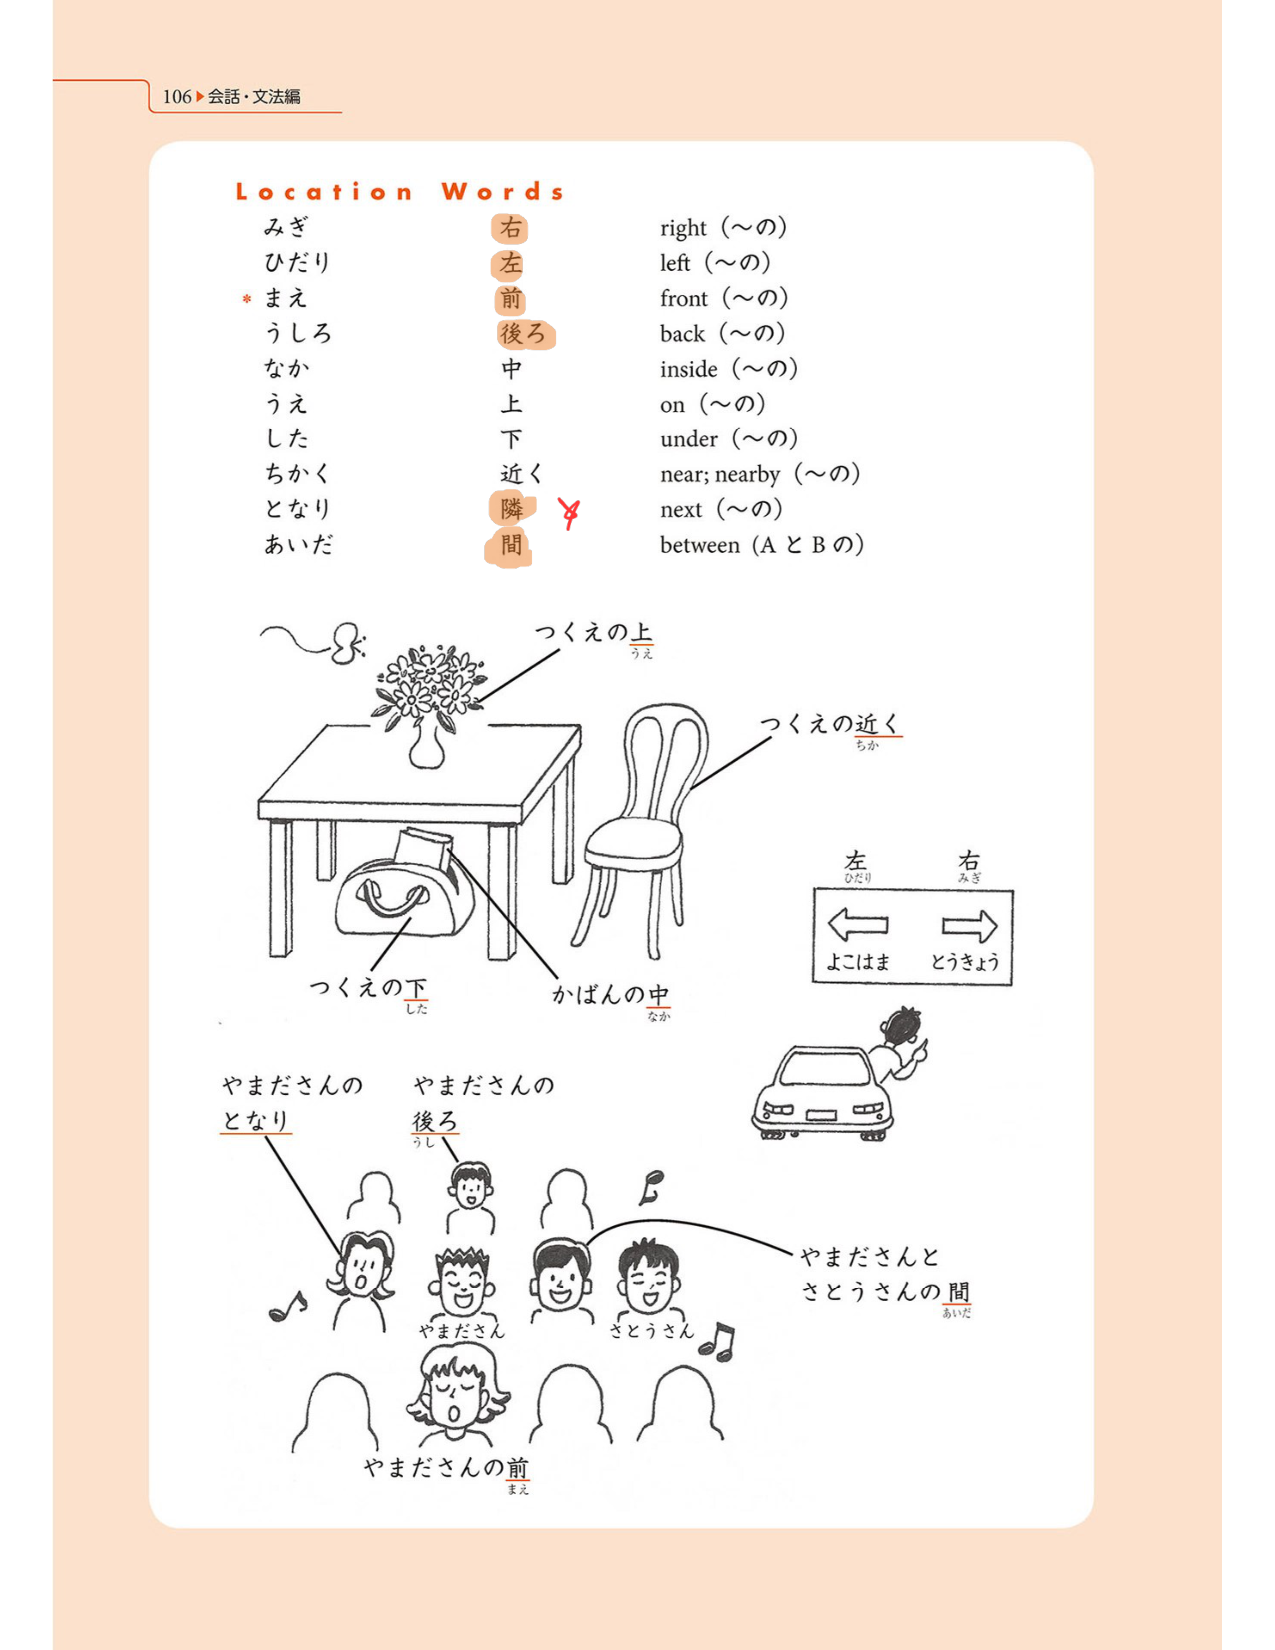 106▶会話・文法編
Location Words
みぎ 右 right（〜の）
ひだり 左 left（〜の）
* まえ 前 front（〜の）
うしろ 後ろ back（〜の）
なか 中 inside（〜の）
うえ 上 on（〜の）
した 下 under（〜の）
ちかく 近く near; nearby（〜の）
となり 隣 next（〜の）
あいだ 間 between (A と B の)
つくえの上
うえ
つくえの近く
ちか
左 右
ひだり みぎ
よこはま とうきょう
つくえの下
した
かばんの中
なか
やまださんの
となり
やまださんの
後ろ
うし
やまださんと
さとうさんの間
あいだ
やまださん さとうさん
やまださんの前
まえ